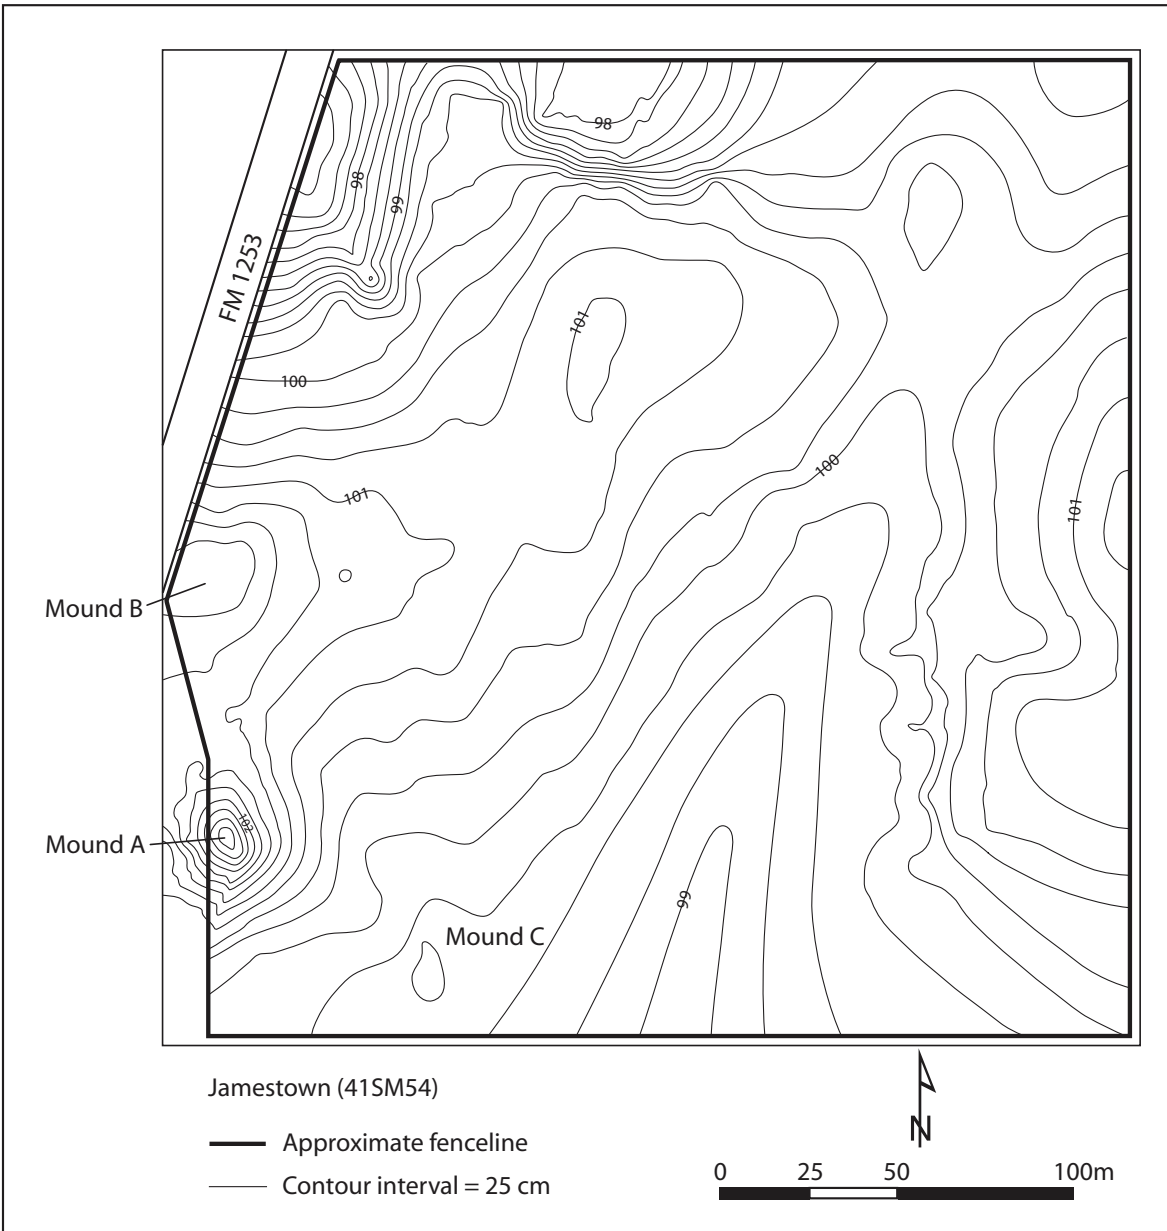 98
98
99
FM 1253
101
100
100
101
101
Mound B
102
Mound A
99
Mound C
Jamestown (41SM54)
Approximate fenceline
Contour interval = 25 cm
N
0 25 50 100m